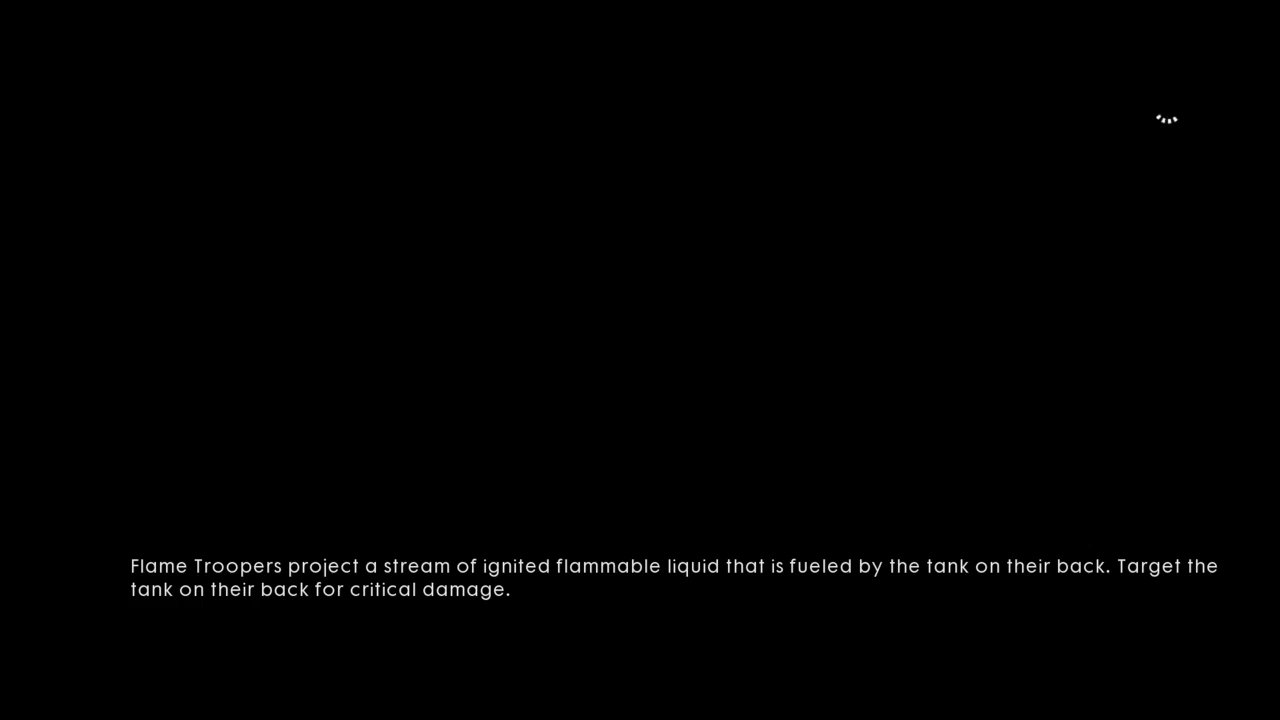 Flame Troopers project a stream of ignited flammable liquid that is fueled by the tank on their back. Target the
tank on their back for critical damage.